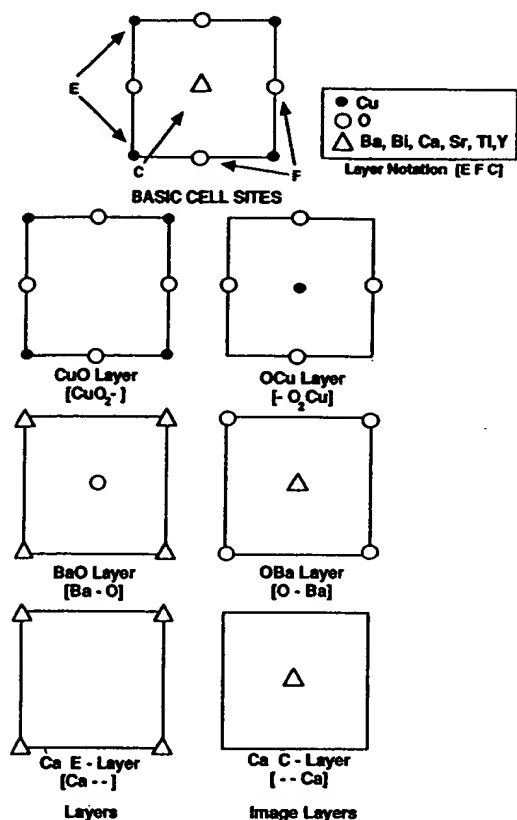 E
C
F
BASIC CELL SITES
Cu
O
Ba, Bi, Ca, Sr, Tl,Y
Layer Notation [E F C]
CuO Layer
[CuO₂-]
OCu Layer
[- O₂Cu]
BaO Layer
[Ba - O]
OBa Layer
[O - Ba]
Ca E - Layer
[Ca - -]
Ca C - Layer
[ - - Ca]
Layers
Image Layers